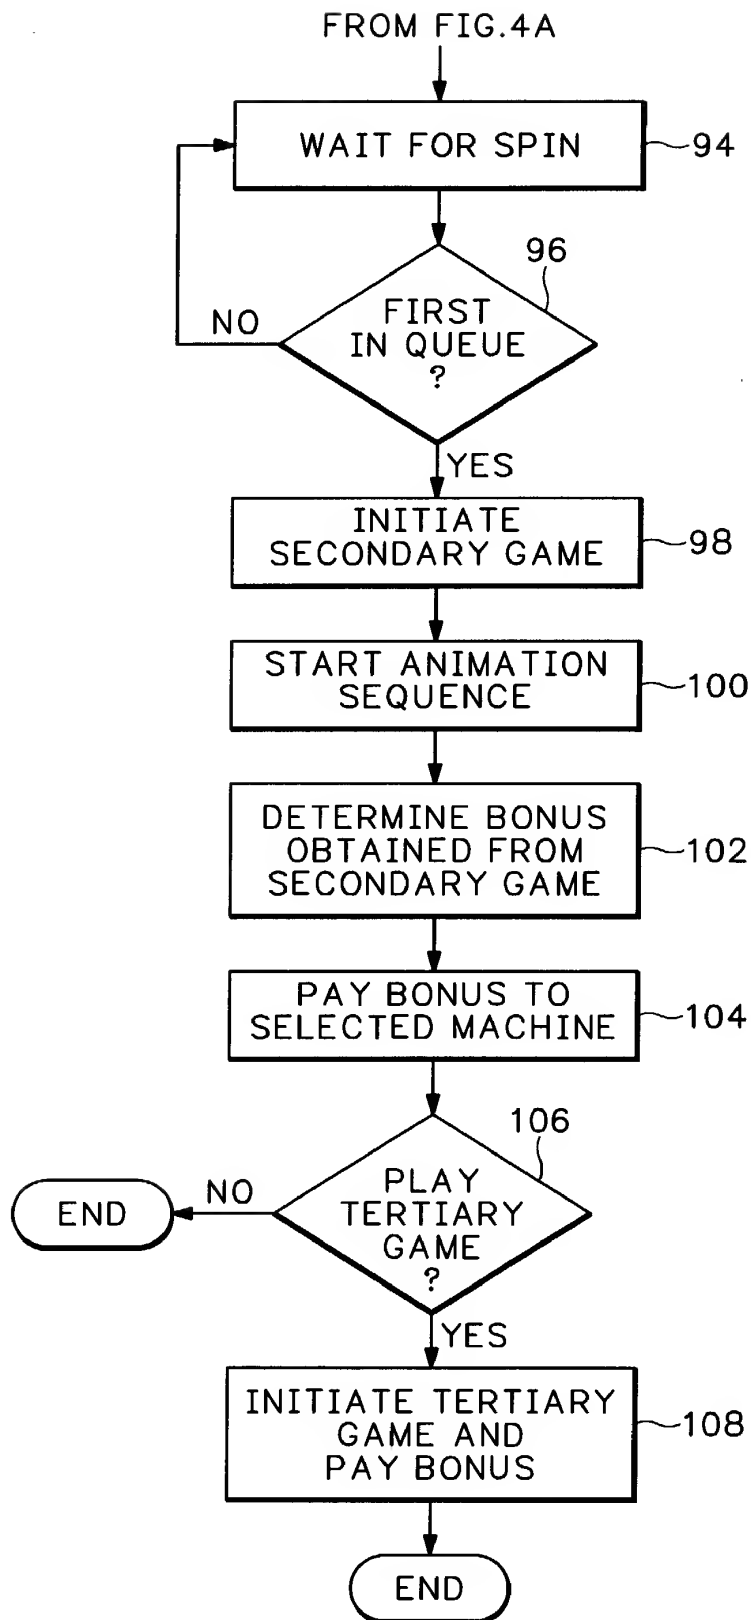 FROM FIG.4A
WAIT FOR SPIN
94
96
FIRST
IN QUEUE
?
NO
YES
INITIATE
SECONDARY GAME
98
START ANIMATION
SEQUENCE
100
DETERMINE BONUS
OBTAINED FROM
SECONDARY GAME
102
PAY BONUS TO
SELECTED MACHINE
104
106
PLAY
TERTIARY
GAME
?
NO
END
YES
INITIATE TERTIARY
GAME AND
PAY BONUS
108
END